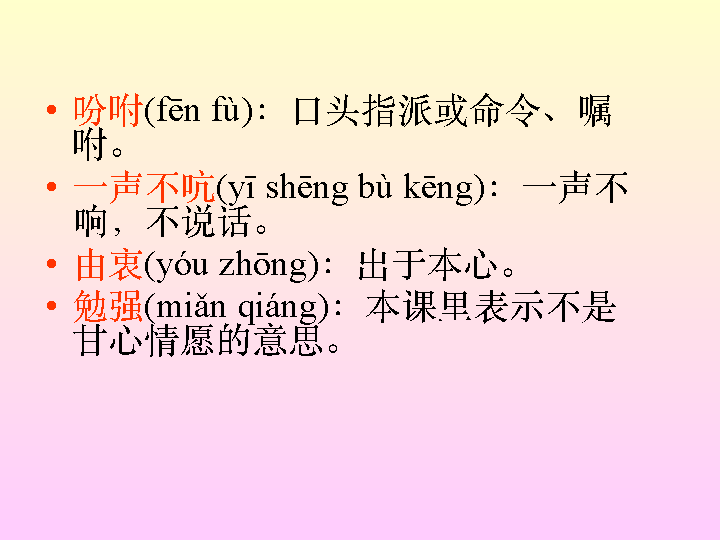 • 吩咐(fēn fù)：口头指派或命令、嘱
咐。
• 一声不吭(yī shēng bù kēng)：一声不
响，不说话。
• 由衷(yóu zhōng)：出于本心。
• 勉强(miǎn qiáng)：本课里表示不是
甘心情愿的意思。